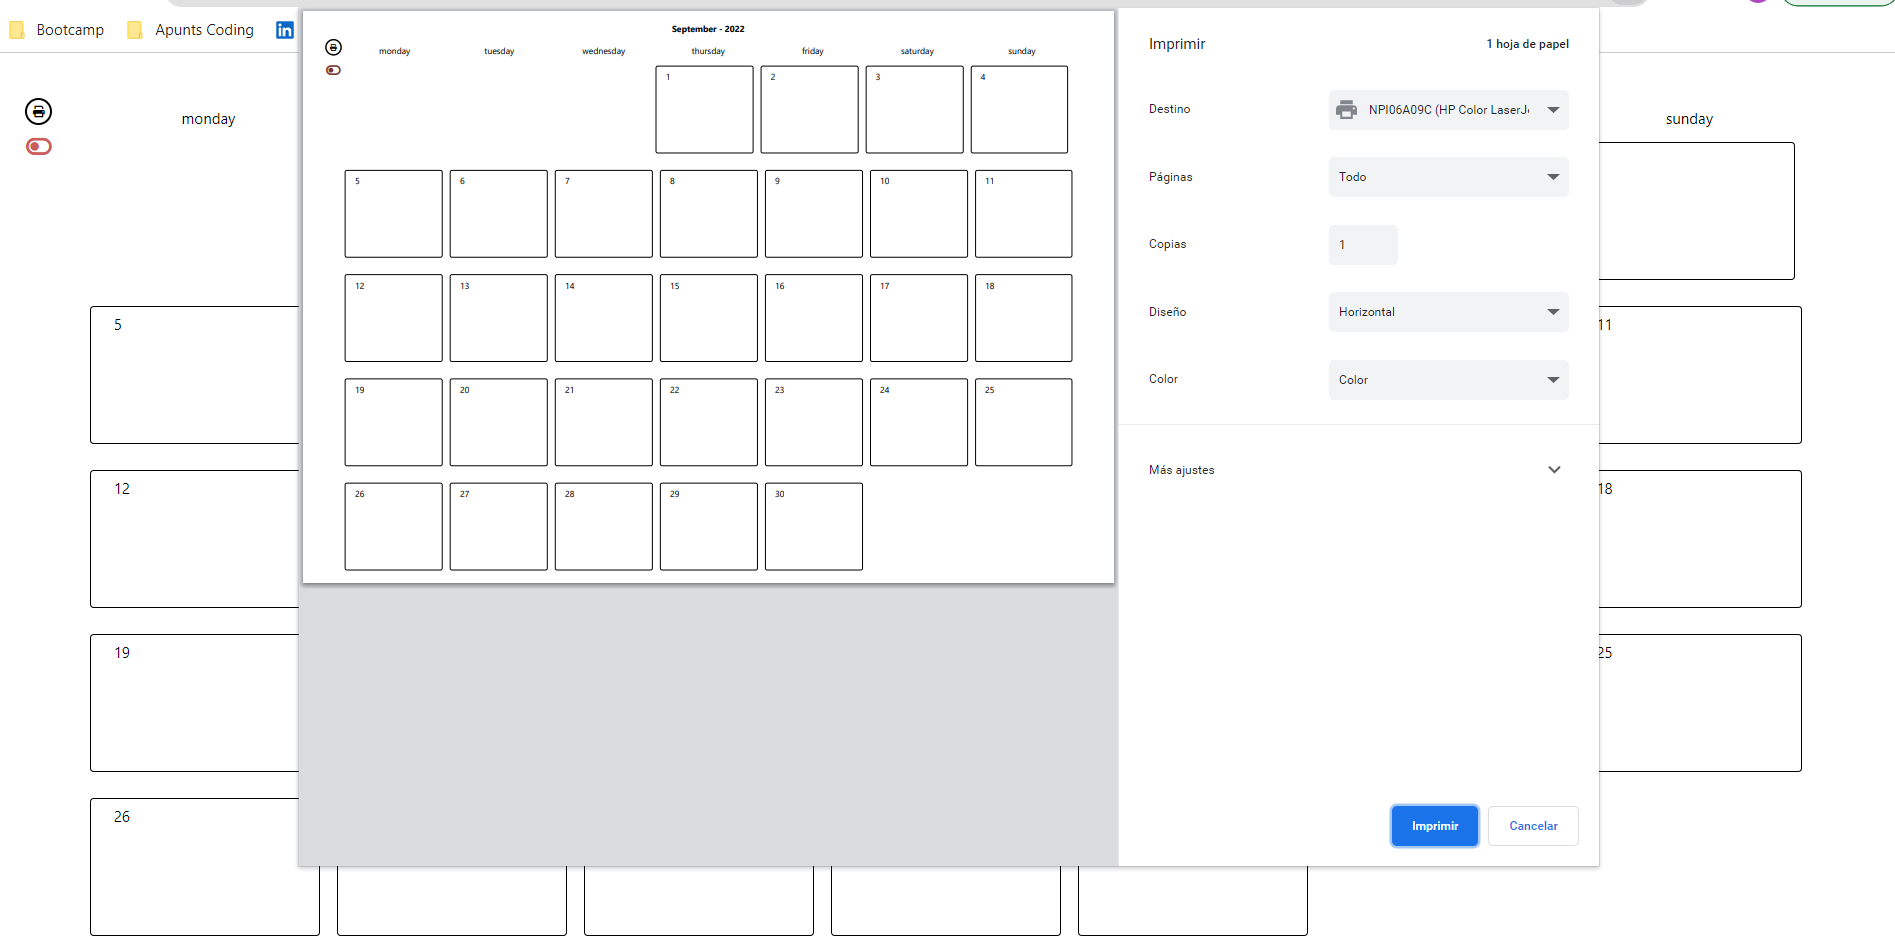 Bootcamp
Apunts Coding
in
September - 2022
monday tuesday wednesday thursday friday saturday sunday
1 2 3 4
5 6 7 8 9 10 11
12 13 14 15 16 17 18
19 20 21 22 23 24 25
26 27 28 29 30
Imprimir 1 hoja de papel
Destino NPI06A09C (HP Color LaserJ
Páginas Todo
Copias 1
Diseño Horizontal
Color Color
Más ajustes
Imprimir Cancelar
monday sunday
5 11
12 18
19 25
26